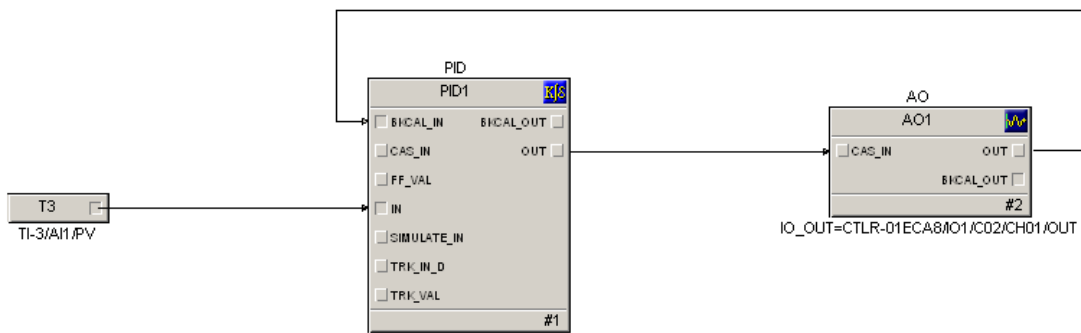 PID
PID1
K∫δ
BKCAL_IN BKCAL_OUT
CAS_IN OUT
FF_VAL
IN
SIMULATE_IN
TRK_IN_D
TRK_VAL
#1
T3
TI-3/AI1/PV
AO
AO1
CAS_IN OUT
BKCAL_OUT
#2
IO_OUT=CTLR-01ECA8/IO1/C02/CH01/OUT